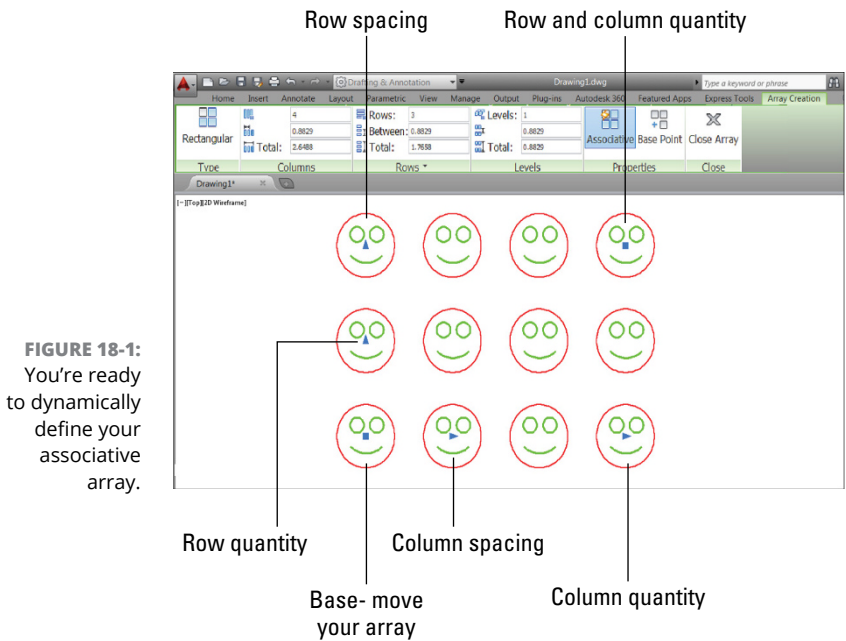 Row spacing
Row and column quantity
Drafting & Annotation
Drawing1.dwg
Type a keyword or phrase
Home Insert Annotate Layout Parametric View Manage Output Plug-ins Autodesk 360 Featured Apps Express Tools Array Creation
4 Rows: 3 Levels: 1
0.8829 Between: 0.8829 0.8829
Total: 2.6488 Total: 1.7658 Total: 0.8829
Rectangular Associative Base Point Close Array
Type Columns Rows Levels Properties Close
Drawing1*
[-][Top][2D Wireframe]
FIGURE 18-1:
You're ready
to dynamically
define your
associative
array.
Row quantity
Column spacing
Base- move
your array
Column quantity